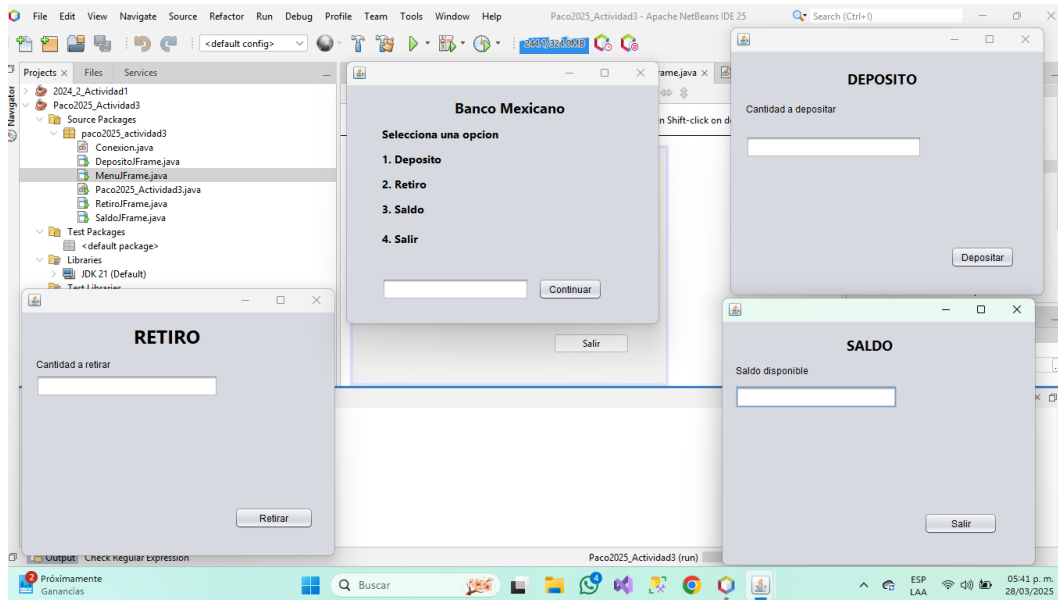 File Edit View Navigate Source Refactor Run Debug Profile Team Tools Window Help
Paco2025_Actividad3 - Apache NetBeans IDE 25
Search (Ctrl+I)
<default config>
Projects
Files
Services
Navigator
2024_2_Actividad1
Paco2025_Actividad3
Source Packages
paco2025_actividad3
Conexion.java
DepositoJFrame.java
MenuJFrame.java
Paco2025_Actividad3.java
RetiroJFrame.java
SaldoJFrame.java
Test Packages
<default package>
Libraries
JDK 21 (Default)
Test Libraries
Banco Mexicano
Selecciona una opcion
1. Deposito
2. Retiro
3. Saldo
4. Salir
Continuar
Salir
DEPOSITO
Cantidad a depositar
Depositar
RETIRO
Cantidad a retirar
Retirar
SALDO
Saldo disponible
Salir
Output
Check Regular Expression
Paco2025_Actividad3 (run)
2
Próximamente
Ganancias
Buscar
ESP
LAA
05:41 p. m.
28/03/2025